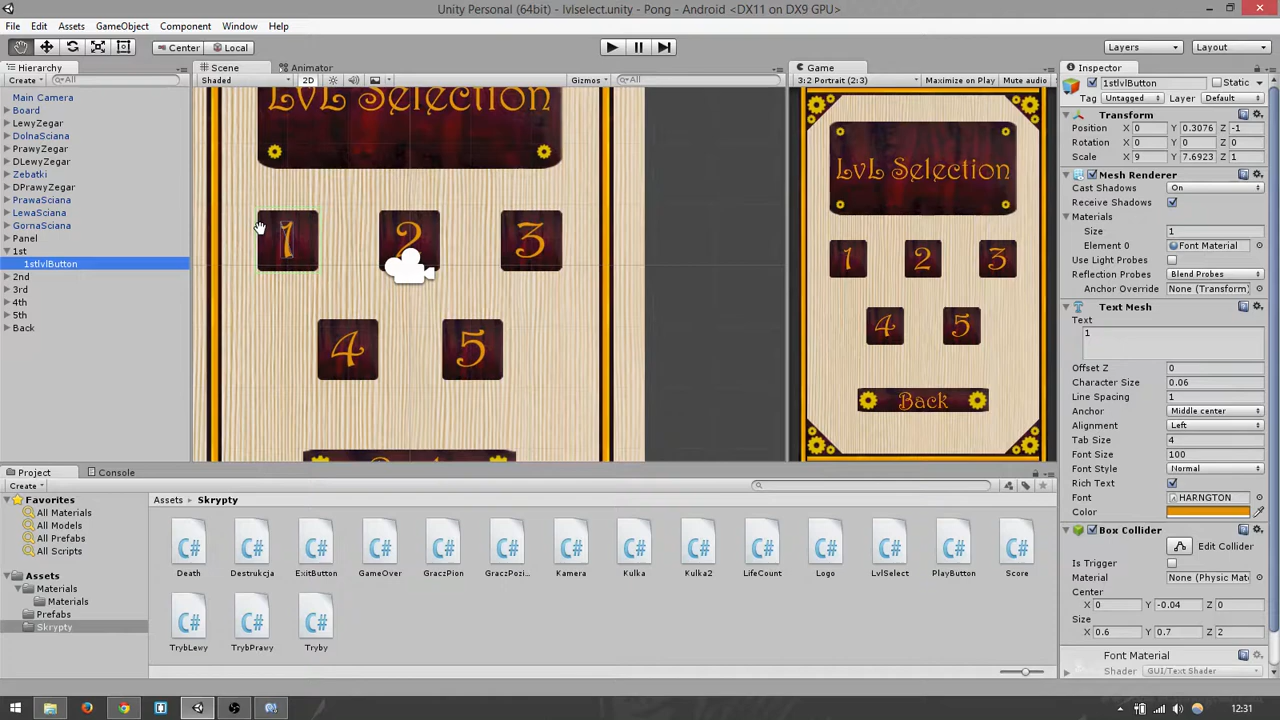 Unity Personal (64bit) - lvlselect.unity - Pong - Android <DX11 on DX9 GPU>
File Edit Assets GameObject Component Window Help
Center Local Layers Layout
Hierarchy Scene Animator Game Inspector
Create All Shaded 2D Gizmos All 3:2 Portrait (2:3) Maximize on Play Mute audio 1stlvlButton Static
Main Camera
Board
LewyZegar
DolnaSciana
PrawyZegar
DLewyZegar
Zebatki
DPrawyZegar
PrawaSciana
LewaSciana
GornaSciana
Panel
1st
1stlvlButton
2nd
3rd
4th
5th
Back
LvL Selection
1 2 3
4 5
LvL Selection
1 2 3
4 5
Back
Tag Untagged Layer Default
Transform
Position X 0 Y 0.3076 Z -1
Rotation X 0 Y 0 Z 0
Scale X 9 Y 7.6923 Z 1
Mesh Renderer
Cast Shadows On
Receive Shadows
Materials
Size 1
Element 0 Font Material
Use Light Probes
Reflection Probes Blend Probes
Anchor Override None (Transform)
Text Mesh
Text
1
Offset Z 0
Character Size 0.06
Line Spacing 1
Anchor Middle center
Alignment Left
Tab Size 4
Font Size 100
Font Style Normal
Rich Text
Font HARNGTON
Color
Box Collider
Edit Collider
Is Trigger
Material None (Physic Mat
Center
X 0 Y -0.04 Z 0
Size
X 0.6 Y 0.7 Z 2
Font Material
Shader GUI/Text Shader
Project Console
Create
Favorites
All Materials
All Models
All Prefabs
All Scripts
Assets
Materials
Materials
Prefabs
Skrypty
Assets Skrypty
C# C# C# C# C# C# C# C# C# C# C# C# C# C#
Death Destrukcja ExitButton GameOver GraczPion GraczPozi... Kamera Kulka Kulka2 LifeCount Logo LvlSelect PlayButton Score
C# C# C#
TrybLewy TrybPrawy Tryby
12:31